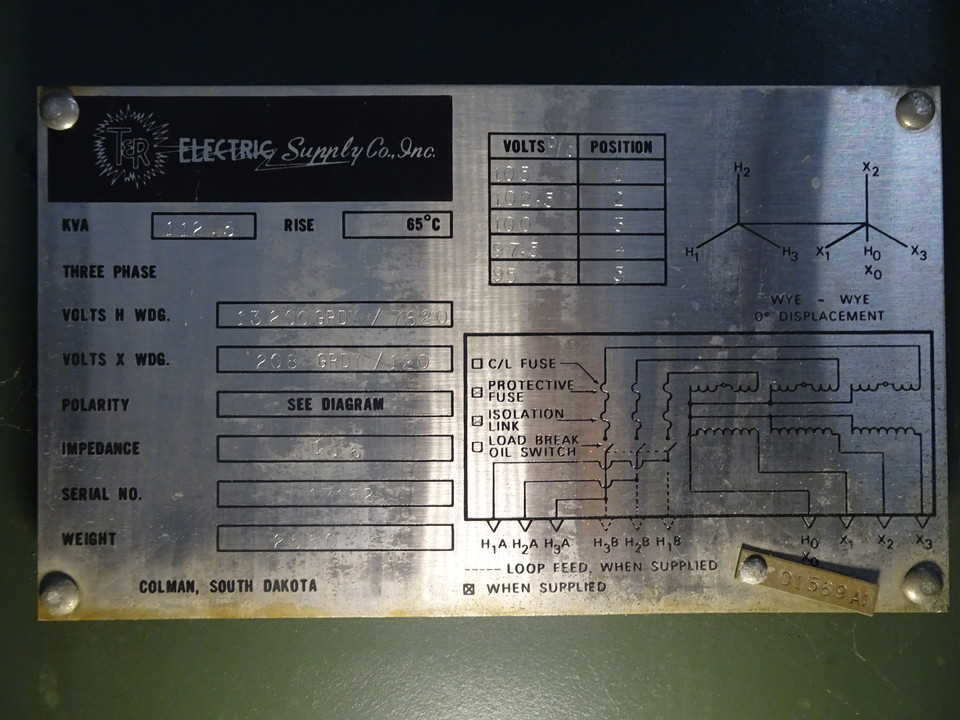 T&R ELECTRIC Supply Co., Inc.
KVA 112.5 RISE 65°C
THREE PHASE
VOLTS H WDG. 13200GRDY / 7620
VOLTS X WDG. 208 GRDY / 120
POLARITY SEE DIAGRAM
IMPEDANCE
SERIAL NO.
WEIGHT
COLMAN, SOUTH DAKOTA
VOLTS % POSITION
105 1
102.5 2
100 3
97.5 4
95 5
H2 X2
H1 H3 X1 H0 X3
X0
WYE - WYE
0° DISPLACEMENT
☐ C/L FUSE
☒ PROTECTIVE
FUSE
☒ ISOLATION
LINK
☐ LOAD BREAK
OIL SWITCH
H1A H2A H3A H3B H2B H1B H0 X1 X2 X3
X0
------ LOOP FEED, WHEN SUPPLIED
☒ WHEN SUPPLIED
01569